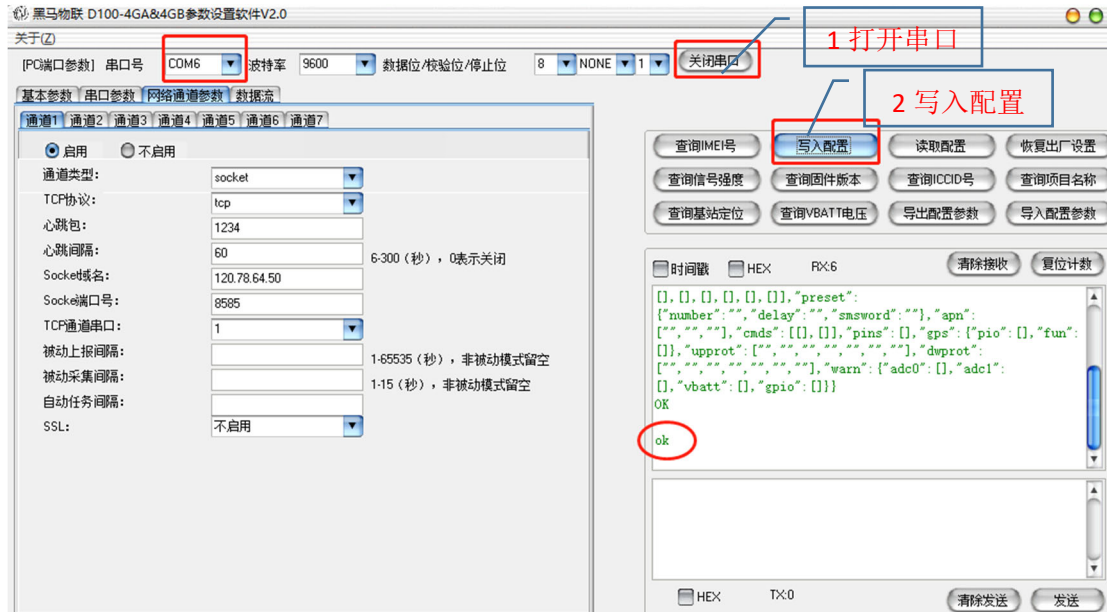 黑马物联 D100-4GA&4GB参数设置软件V2.0
关于(Z)
[PC端口参数] 串口号 COM6 波特率 9600 数据位/校验位/停止位 8 NONE 1 关闭串口
1 打开串口
2 写入配置
基本参数 串口参数 网络通道参数 数据流
通道1 通道2 通道3 通道4 通道5 通道6 通道7
启用 不启用
通道类型: socket
TCP协议: tcp
心跳包: 1234
心跳间隔: 60 6-300(秒),0表示关闭
Socket域名: 120.78.64.50
Socke端口号: 8585
TCP通道串口: 1
被动上报间隔: 1-65535(秒),非被动模式留空
被动采集间隔: 1-15(秒),非被动模式留空
自动任务间隔:
SSL: 不启用
查询IMEI号 写入配置 读取配置 恢复出厂设置
查询信号强度 查询固件版本 查询ICCID号 查询项目名称
查询基站定位 查询VBATT电压 导出配置参数 导入配置参数
时间戳 HEX RX:6 清除接收 复位计数
[],[],[],[],[],[]],"preset":
{"number":"","delay":"","smsword":""},"apn":
["","",""],"cmds":[[],[]],"pins":[],"gps":{"pio":[],"fun":
[]},"upprot":["","","","","","",""],"dwprot":
["","","","","","",""],"warn":{"adc0":[],"adc1":
[],"vbatt":[],"gpio":[]}}
OK
ok
HEX TX:0 清除发送 发送